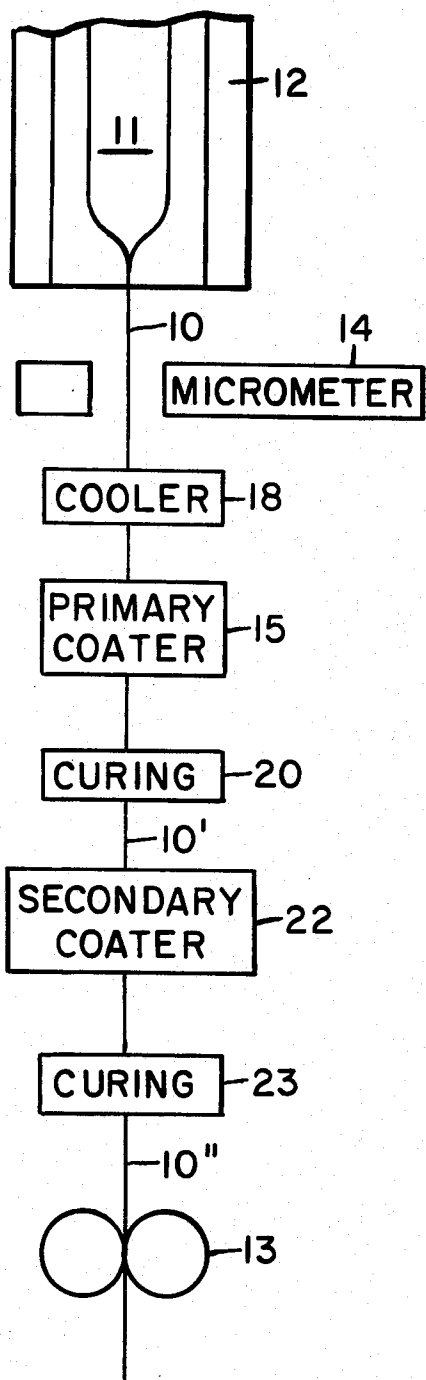 12
11
10
14
MICROMETER
COOLER 18
PRIMARY
COATER 15
CURING 20
10'
SECONDARY
COATER 22
CURING 23
10"
13